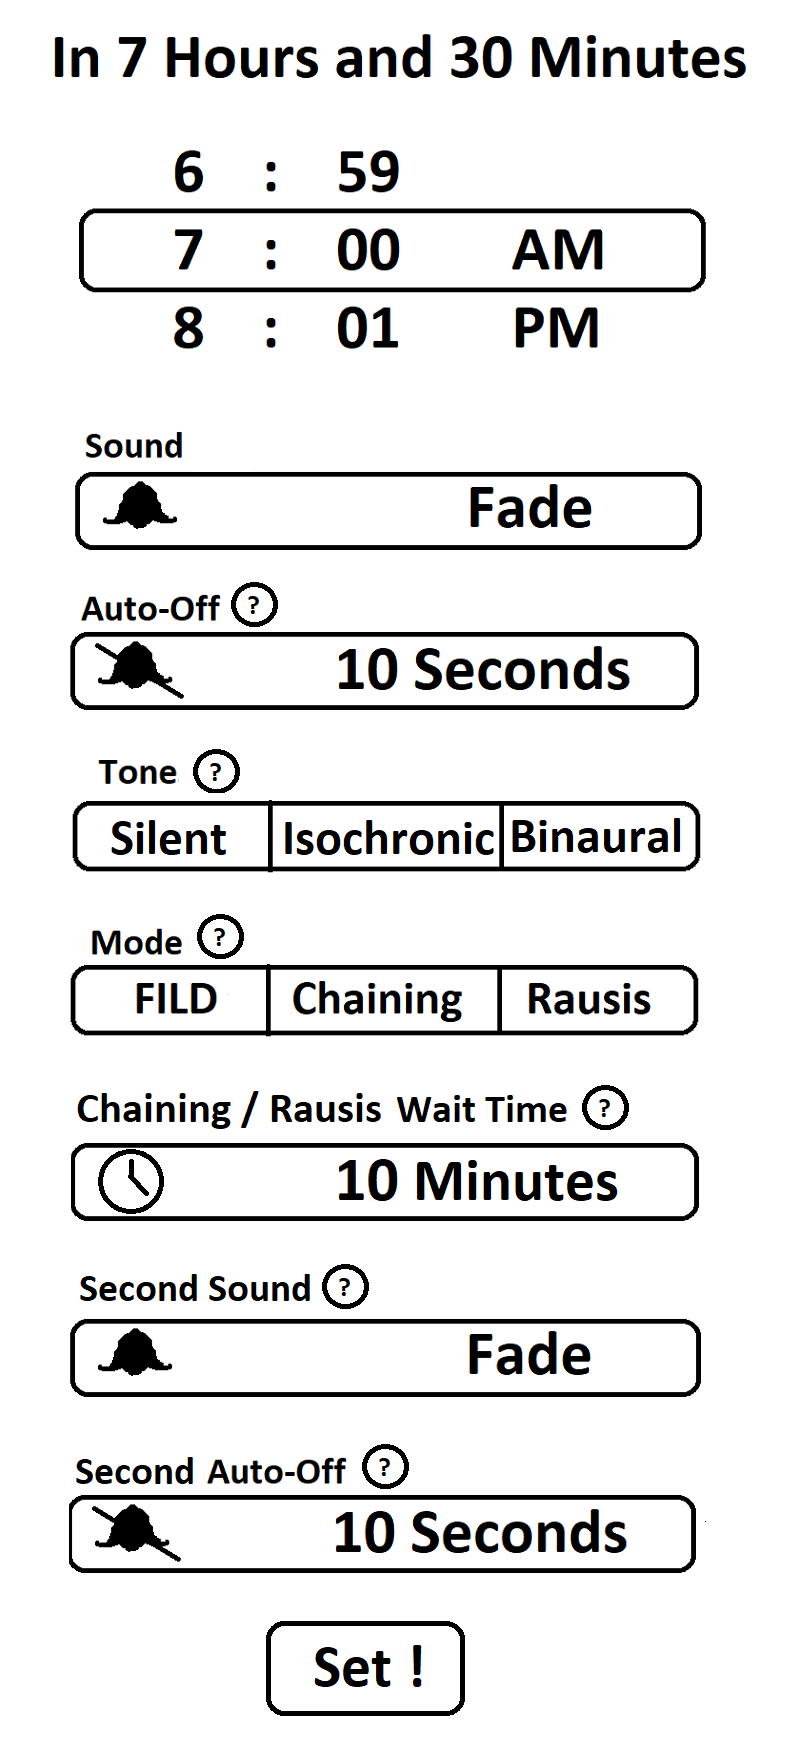 In 7 Hours and 30 Minutes
6 : 59
7 : 00 AM
8 : 01 PM
Sound
Fade
Auto-Off ?
10 Seconds
Tone ?
Silent Isochronic Binaural
Mode ?
FILD Chaining Rausis
Chaining / Rausis Wait Time ?
10 Minutes
Second Sound ?
Fade
Second Auto-Off ?
10 Seconds
Set !